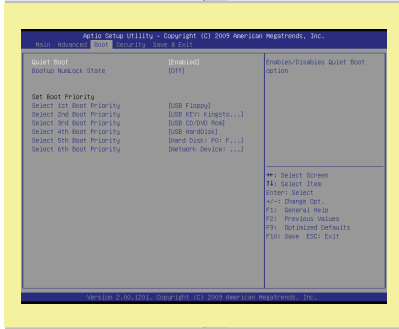 Aptio Setup Utility - Copyright (C) 2009 American Megatrends, Inc.
Main Advanced Boot Security Save & Exit
Quiet Boot [Enabled]
Bootup NumLock State [Off]
Set Boot Priority
Select 1st Boot Priority [USB Floppy]
Select 2nd Boot Priority [USB KEY: Kingsto...]
Select 3rd Boot Priority [USB CD/DVD Rom]
Select 4th Boot Priority [USB HardDisk]
Select 5th Boot Priority [Hard Disk: P0: F...]
Select 6th Boot Priority [Network Device: ...]
Enables/Disables Quiet Boot
option
→←: Select Screen
↑↓: Select Item
Enter: Select
+/-: Change Opt.
F1: General Help
F2: Previous Values
F9: Optimized Defaults
F10: Save ESC: Exit
Version 2.00.1201. Copyright (C) 2009 American Megatrends, Inc.